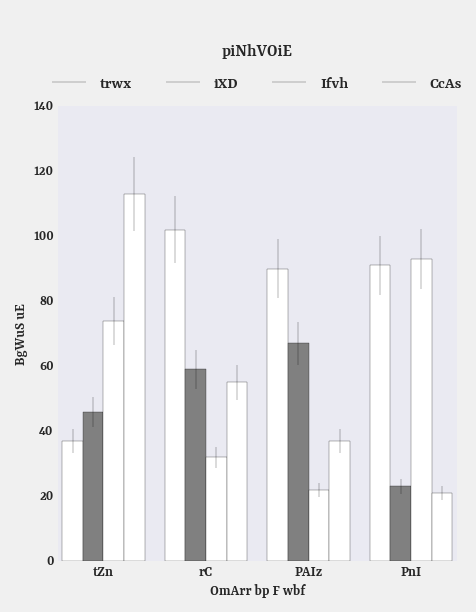 piNhVOiE
trwx iXD Ifvh CcAs
140
120
100
80
60
40
20
0
BgWuS uE
tZn rC PAIz PnI
OmArr bp F wbf